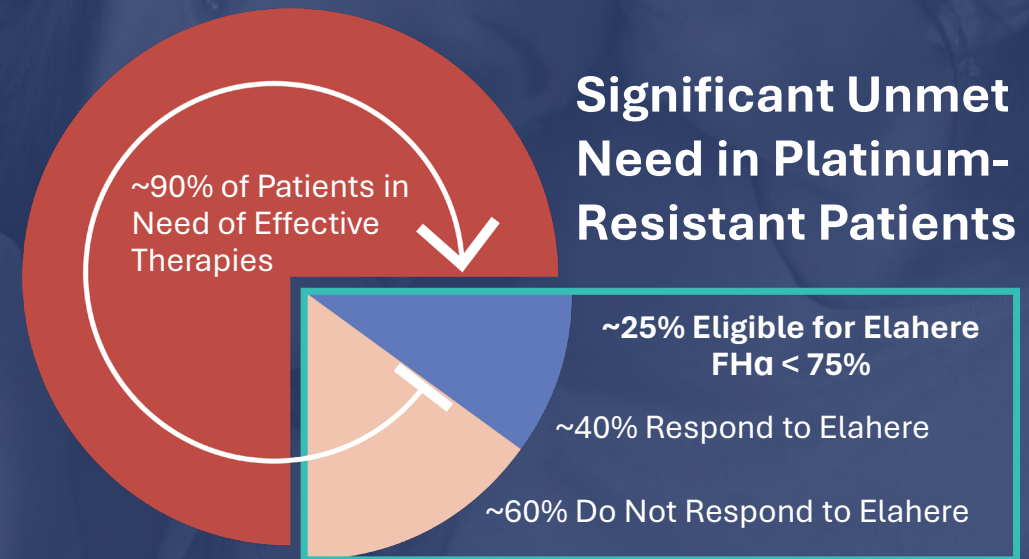 Significant Unmet
Need in Platinum-
Resistant Patients
~90% of Patients in
Need of Effective
Therapies
~25% Eligible for Elahere
FHα < 75%
~40% Respond to Elahere
~60% Do Not Respond to Elahere